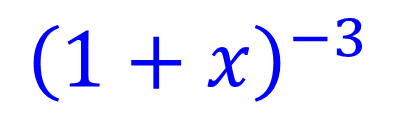 (1 + x)⁻³